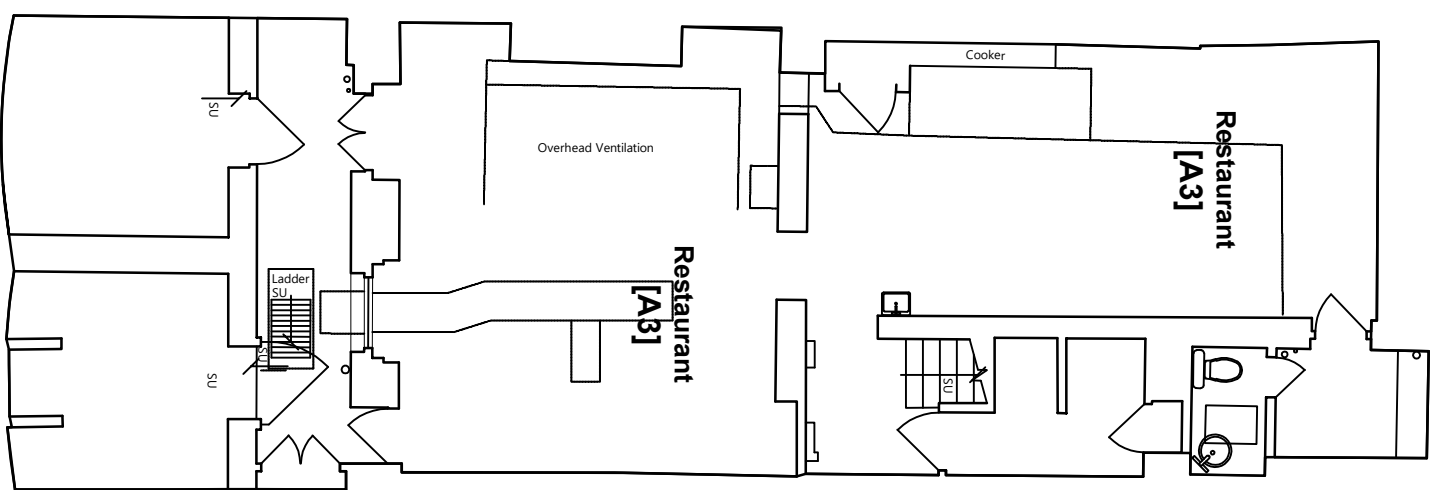 Cooker
SU
Overhead Ventilation
Restaurant
[A3]
Restaurant
[A3]
Ladder
SU
SU
SU
SU